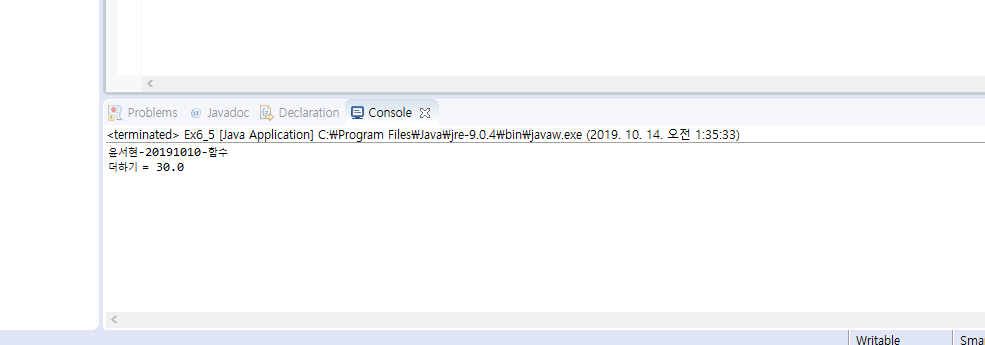 Problems @ Javadoc Declaration Console
<terminated> Ex6_5 [Java Application] C:₩Program Files₩Java₩jre-9.0.4₩bin₩javaw.exe (2019. 10. 14. 오전 1:35:33)
윤서현-20191010-함수
더하기 = 30.0
Writable Smar